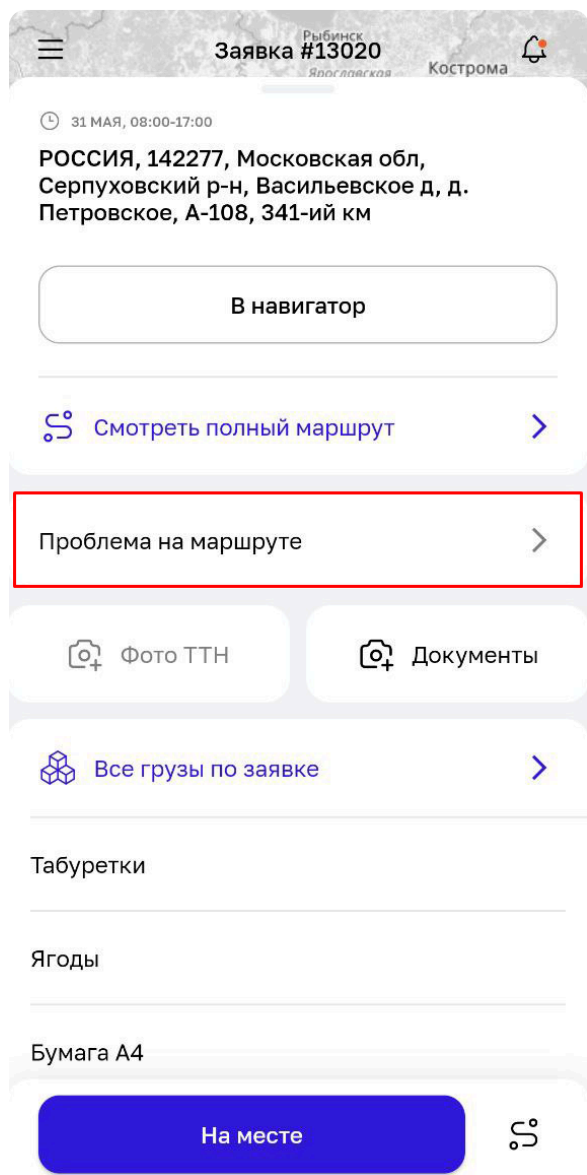 Рыбинск
Заявка #13020
Ярославская
Кострома
31 МАЯ, 08:00-17:00
РОССИЯ, 142277, Московская обл,
Серпуховский р-н, Васильевское д, д.
Петровское, А-108, 341-ий км
В навигатор
Смотреть полный маршрут
Проблема на маршруте
Фото ТТН
Документы
Все грузы по заявке
Табуретки
Ягоды
Бумага А4
На месте